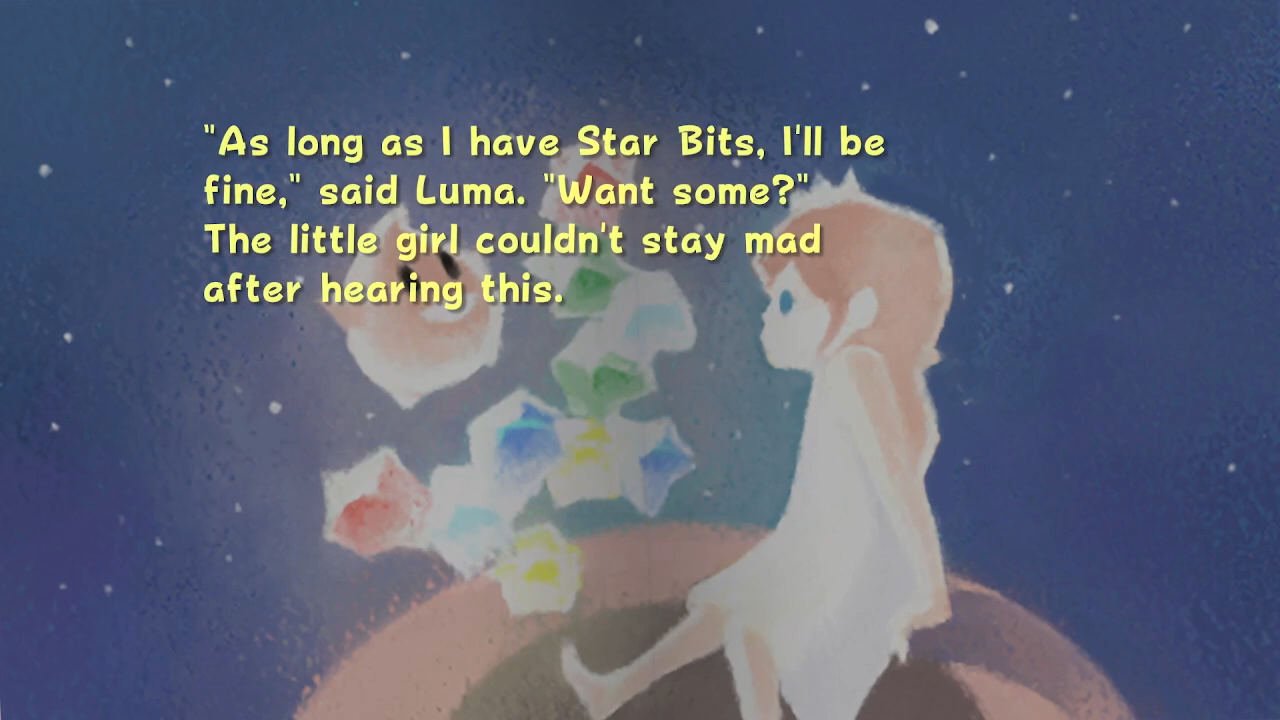 "As long as I have Star Bits, I'll be
fine," said Luma. "Want some?"
The little girl couldn't stay mad
after hearing this.